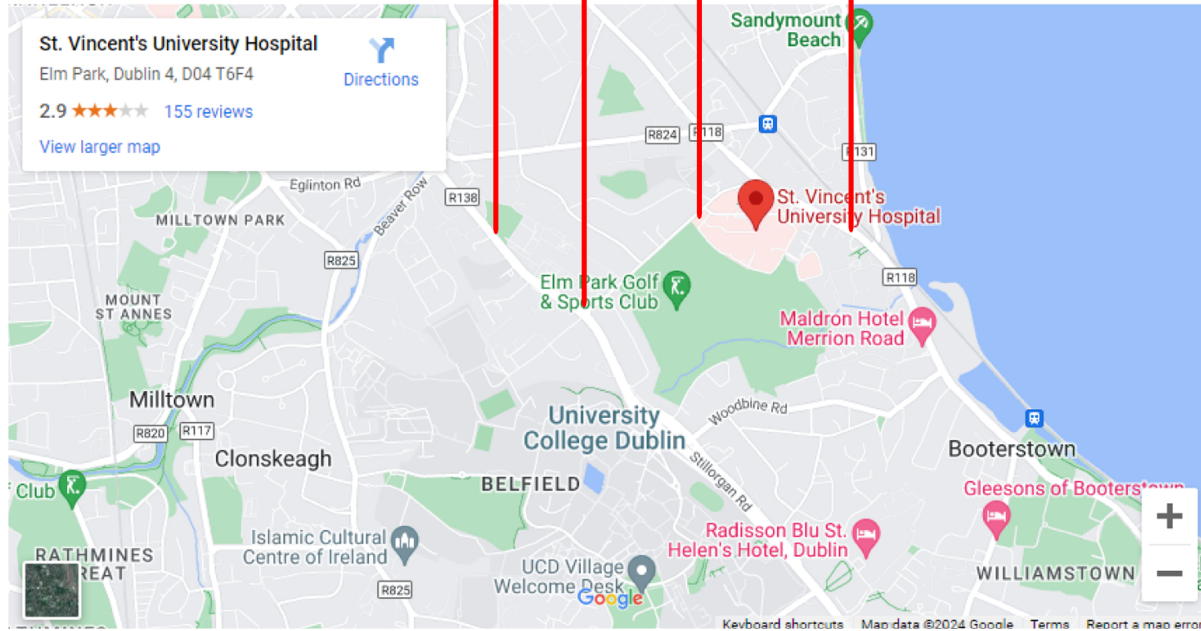 St. Vincent's University Hospital
Elm Park, Dublin 4, D04 T6F4
Directions
2.9
155 reviews
View larger map
Sandymount
Beach
R824
R118
R131
Eglinton Rd
Beaver Row
R138
MILLTOWN PARK
St. Vincent's
University Hospital
R825
Elm Park Golf
& Sports Club
R118
MOUNT
ST ANNES
Maldron Hotel
Merrion Road
Milltown
R820
R117
University
College Dublin
Woodbine Rd
Booterstown
Clonskeagh
Stillorgan Rd
BELFIELD
Club
Gleesons of Booterstown
Islamic Cultural
Centre of Ireland
Radisson Blu St.
Helen's Hotel, Dublin
RATHMINES
REAT
UCD Village
Welcome Desk
WILLIAMSTOWN
R825
Google
Keyboard shortcuts
Map data ©2024 Google
Terms
Report a map error